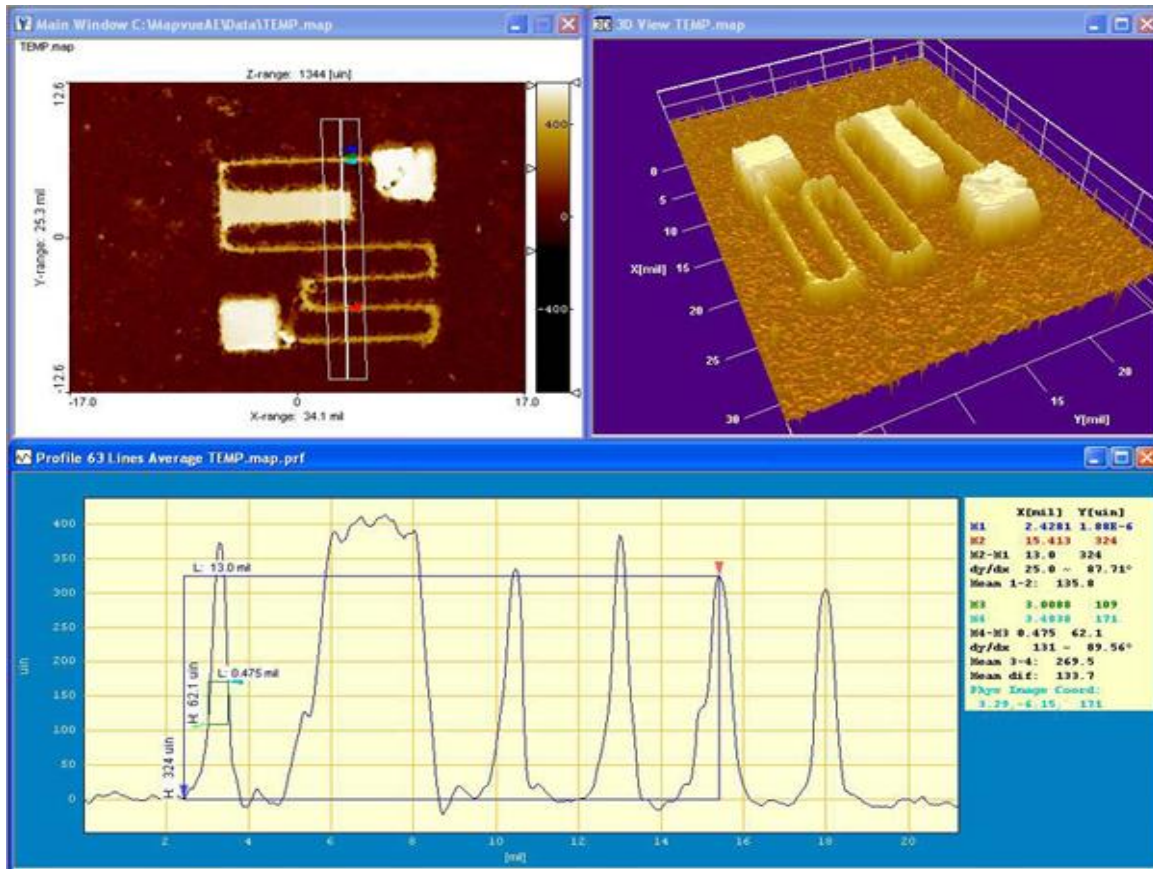 Main Window C:\MapvueAE\Data\TEMP.map
TEMP.map
Z-range: 1344 [uin]
12.6
Y-range: 25.3 mil
0
-12.6
-17.0
0
17.0
X-range: 34.1 mil
400
0
-400
3D View TEMP.map
0
5
10
15
20
25
30
X[mil]
15
20
Y[mil]
Profile 63 Lines Average TEMP.map.prf
400
350
300
250
200
150
100
50
0
uin
L: 13.0 mil
L: 0.475 mil
H: 62.1 uin
H: 324 uin
2
4
6
8
10
12
14
16
18
20
[mil]
X[mil] Y[uin]
M1 2.4281 1.88E-6
M2 15.413 324
M2-M1 13.0 324
dy/dx 25.0 ~ 87.71°
Mean 1-2: 135.8
M3 3.0088 109
M4 3.4838 171
M4-M3 0.475 62.1
dy/dx 131 ~ 89.56°
Mean 3-4: 269.5
Mean dif: 133.7
Phys Image Coord:
3.29,-6.15, 171